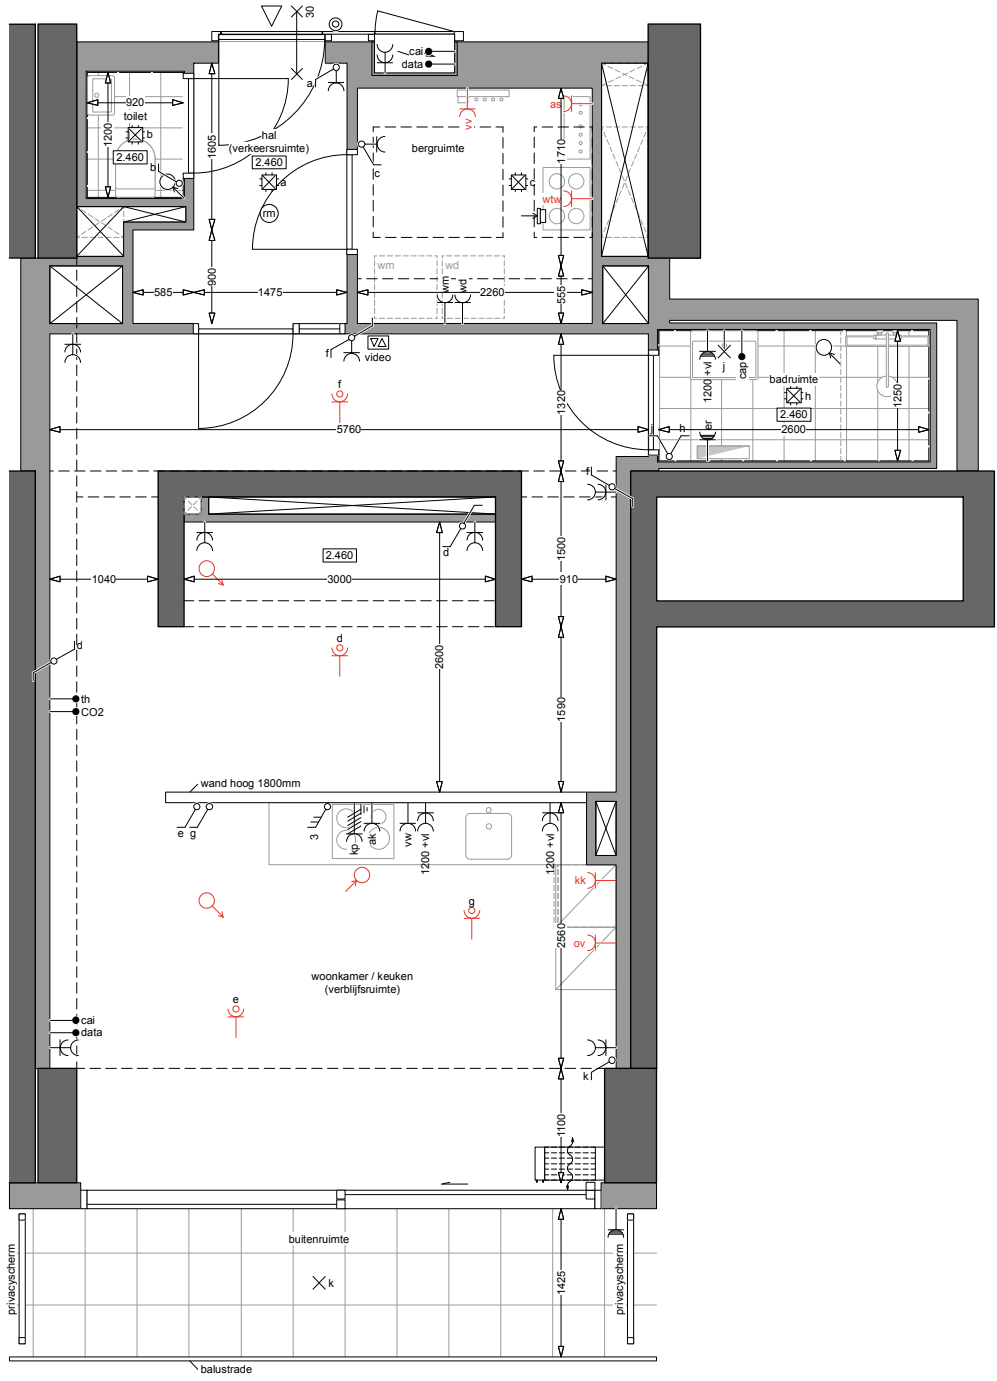 30
cai
data
a
920
toilet
1200
b
2.460
b
1605
hal
(verkeersruimte)
2.460
a
rm
c
vv
as
bergruimte
1710
c
wtw
wm
wd
wm
wd
900
585
1475
2260
555
f
video
f
5760
1320
1200 +vl
j
cap
badruimte
h
2.460
2600
1250
er
j
h
f
d
2.460
1040
3000
910
1500
d
2600
d
th
CO2
1590
wand hoog 1800mm
e
g
3
kp
ak
vw
1200 +vl
1200 +vl
kk
g
ov
2560
woonkamer / keuken
(verblijfsruimte)
e
cai
data
k
1100
buitenruimte
privacyscherm
privacyscherm
k
1425
balustrade